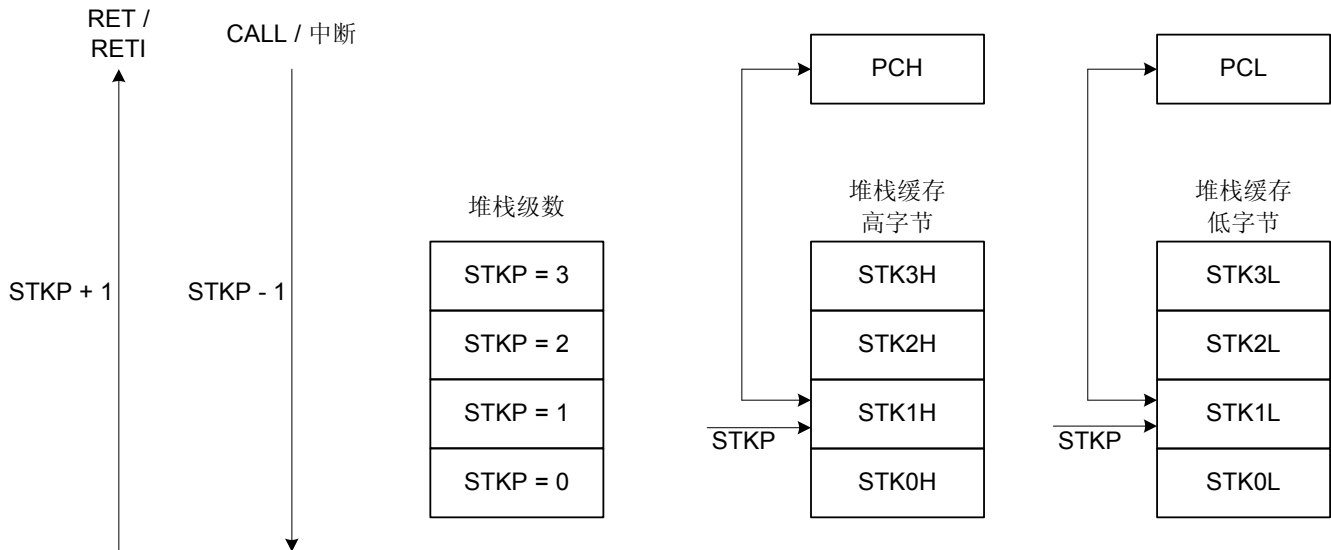 RET /
RETI
CALL / 中断
PCH
PCL
堆栈级数
堆栈缓存
高字节
堆栈缓存
低字节
STKP + 1
STKP - 1
STKP = 3
STK3H
STK3L
STKP = 2
STK2H
STK2L
STKP = 1
STK1H
STK1L
STKP
STKP
STKP = 0
STK0H
STK0L